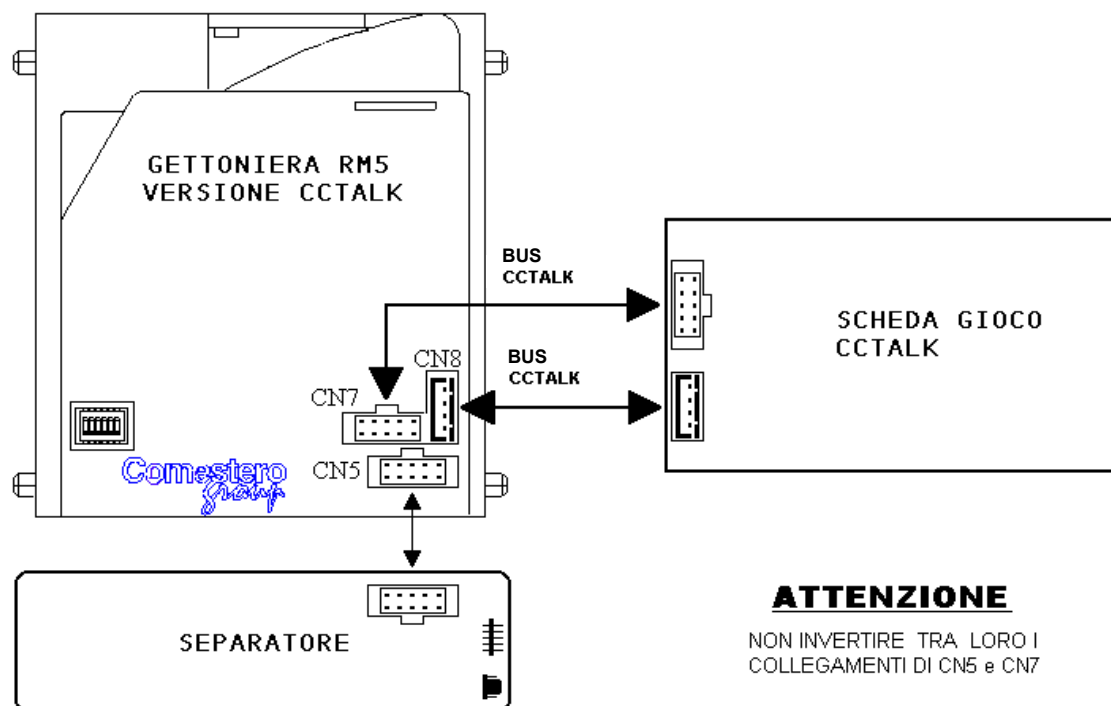 GETTONIERA RM5
VERSIONE CCTALK
BUS
CCTALK
SCHEDA GIOCO
CCTALK
BUS
CCTALK
CN8
CN7
CN5
Comestero
group
SEPARATORE
ATTENZIONE
NON INVERTIRE TRA LORO I
COLLEGAMENTI DI CN5 e CN7